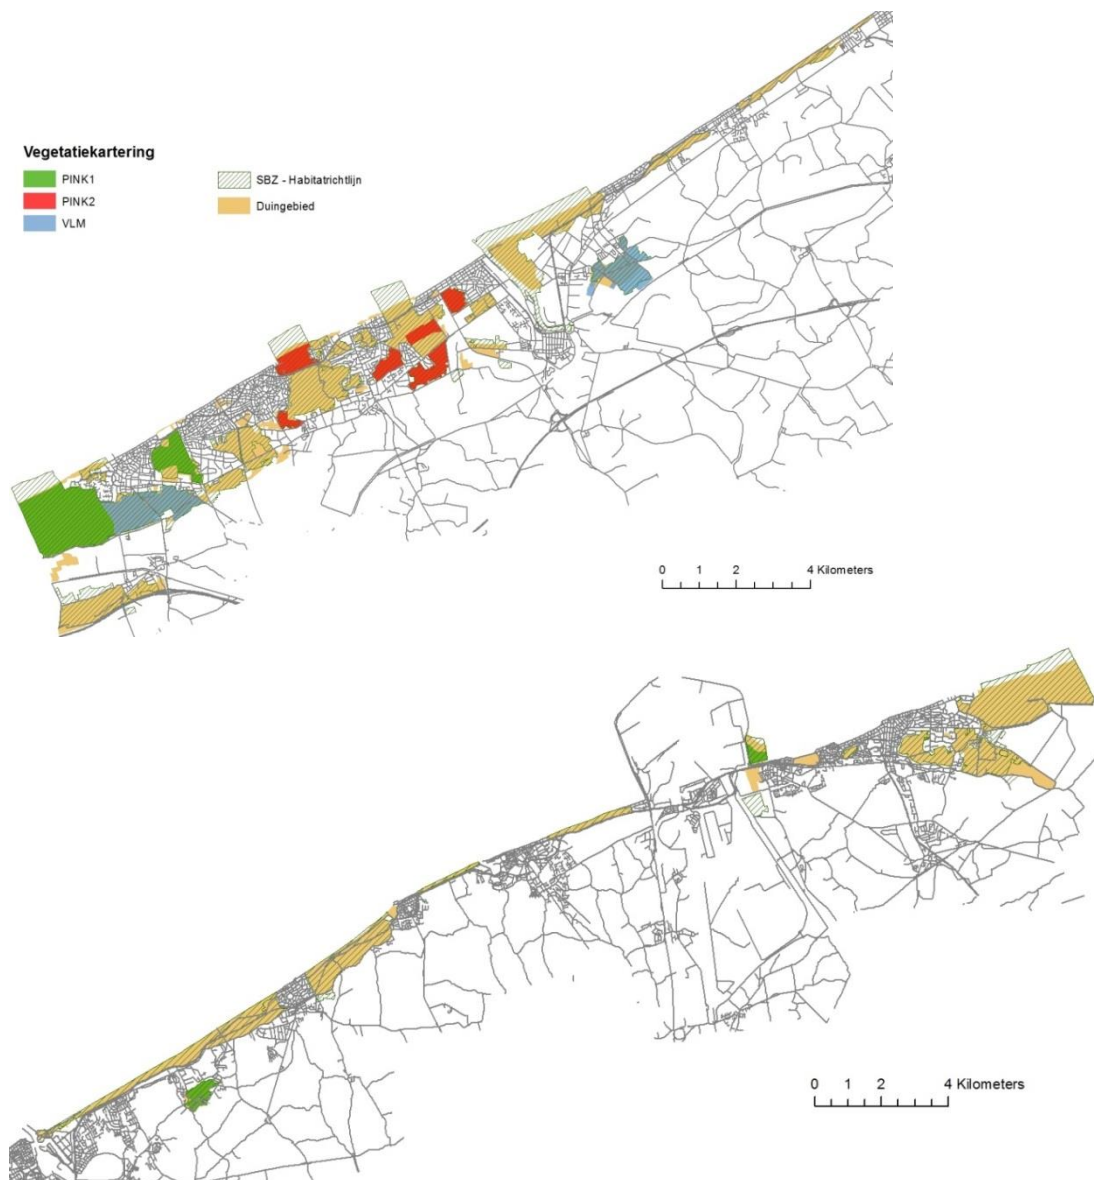 Vegetatiekartering
PINK1
SBZ - Habitatrichtlijn
PINK2
Duingebied
VLM
0 1 2 4 Kilometers
0 1 2 4 Kilometers